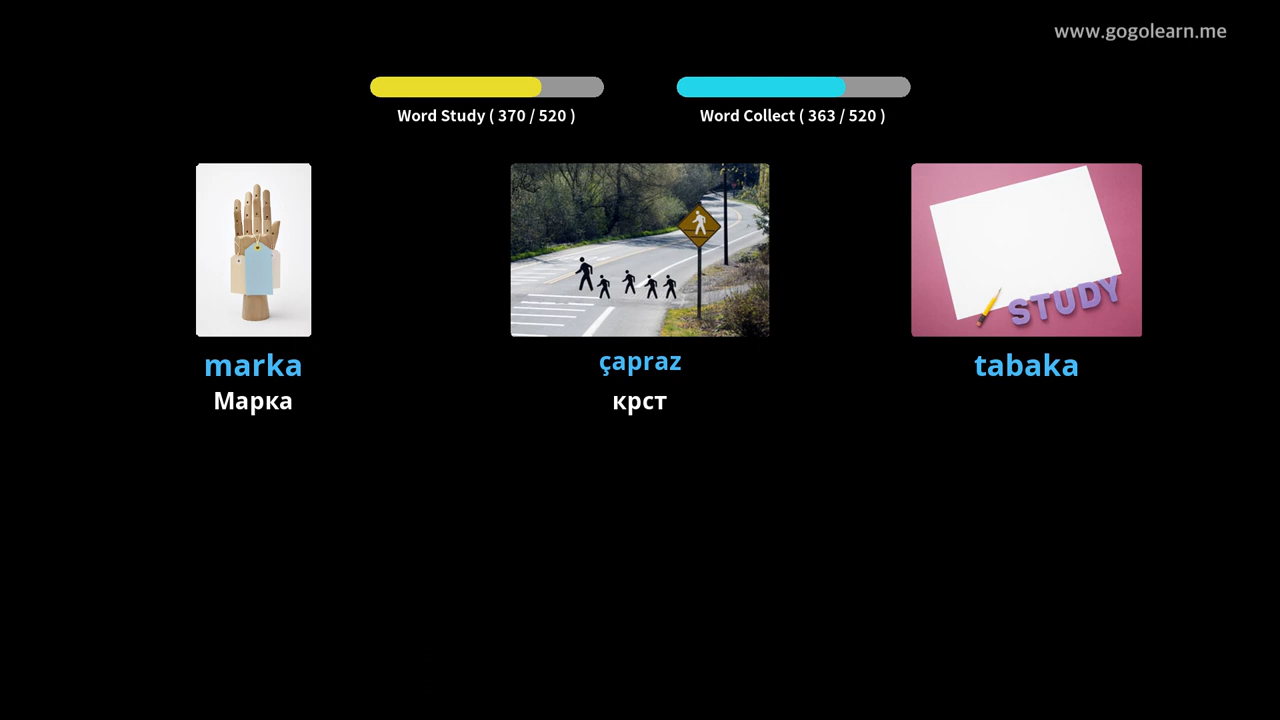 www.gogolearn.me
Word Study ( 370 / 520 )
Word Collect ( 363 / 520 )
STUDY
marka
Марка
çapraz
крст
tabaka